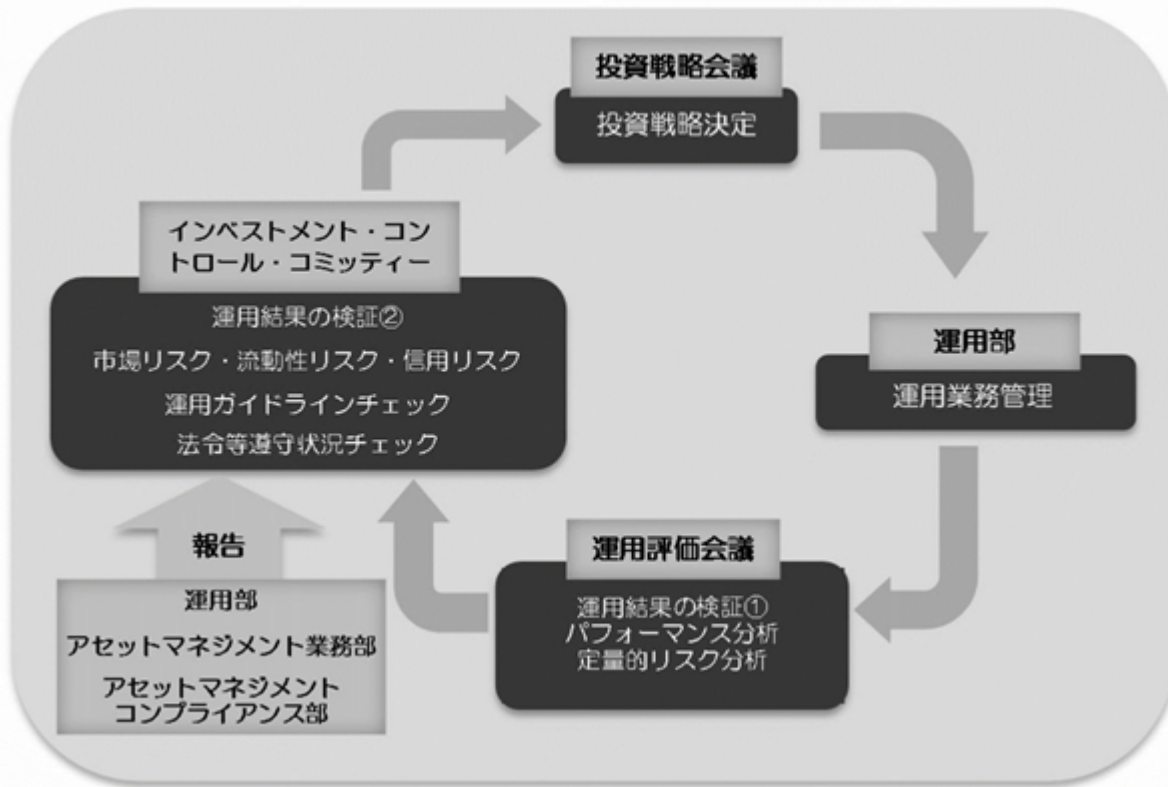 投資戦略会議
投資戦略決定
インベストメント・コン
トロール・コミッティー
運用結果の検証②
市場リスク・流動性リスク・信用リスク
運用ガイドラインチェック
法令等遵守状況チェック
運用部
運用業務管理
運用評価会議
運用結果の検証①
パフォーマンス分析
定量的リスク分析
報告
運用部
アセットマネジメント業務部
アセットマネジメント
コンプライアンス部